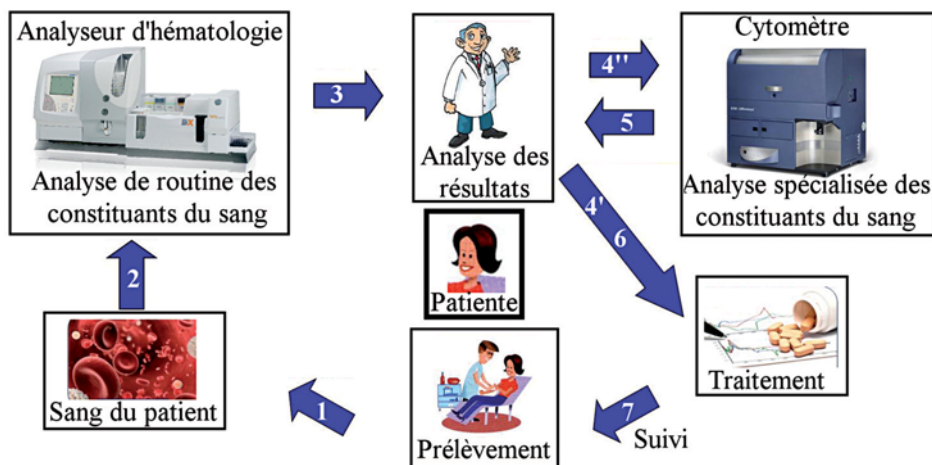 Analyseur d'hématologie
Analyse de routine des
constituants du sang
3
Analyse des
résultats
4''
5
Cytomètre
Analyse spécialisée des
constituants du sang
2
Patiente
4'
6
Sang du patient
1
Prélèvement
7
Suivi
Traitement